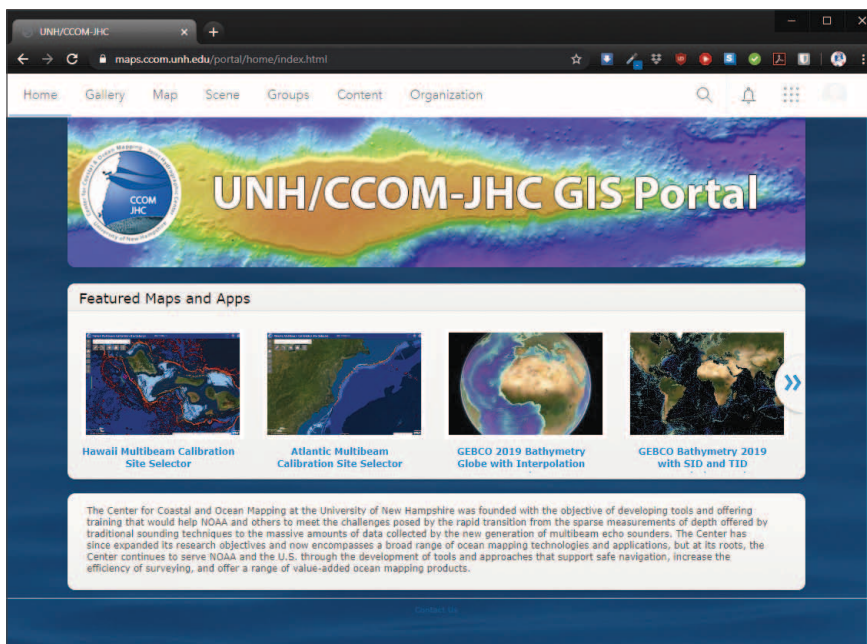 UNH/CCOM-JHC
maps.ccom.unh.edu/portal/home/index.html
Home Gallery Map Scene Groups Content Organization
CCOM
JHC
UNH/CCOM-JHC GIS Portal
Featured Maps and Apps
Hawaii Multibeam Calibration
Site Selector
Atlantic Multibeam
Calibration Site Selector
GEBCO 2019 Bathymetry
Globe with Interpolation
GEBCO Bathymetry 2019
with SID and TID
The Center for Coastal and Ocean Mapping at the University of New Hampshire was founded with the objective of developing tools and offering
training that would help NOAA and others to meet the challenges posed by the rapid transition from the sparse measurements of depth offered by
traditional sounding techniques to the massive amounts of data collected by the new generation of multibeam echo sounders. The Center has
since expanded its research objectives and now encompasses a broad range of ocean mapping technologies and applications, but at its roots, the
Center continues to serve NOAA and the U.S. through the development of tools and approaches that support safe navigation, increase the
efficiency of surveying, and offer a range of value-added ocean mapping products.
Contact Us